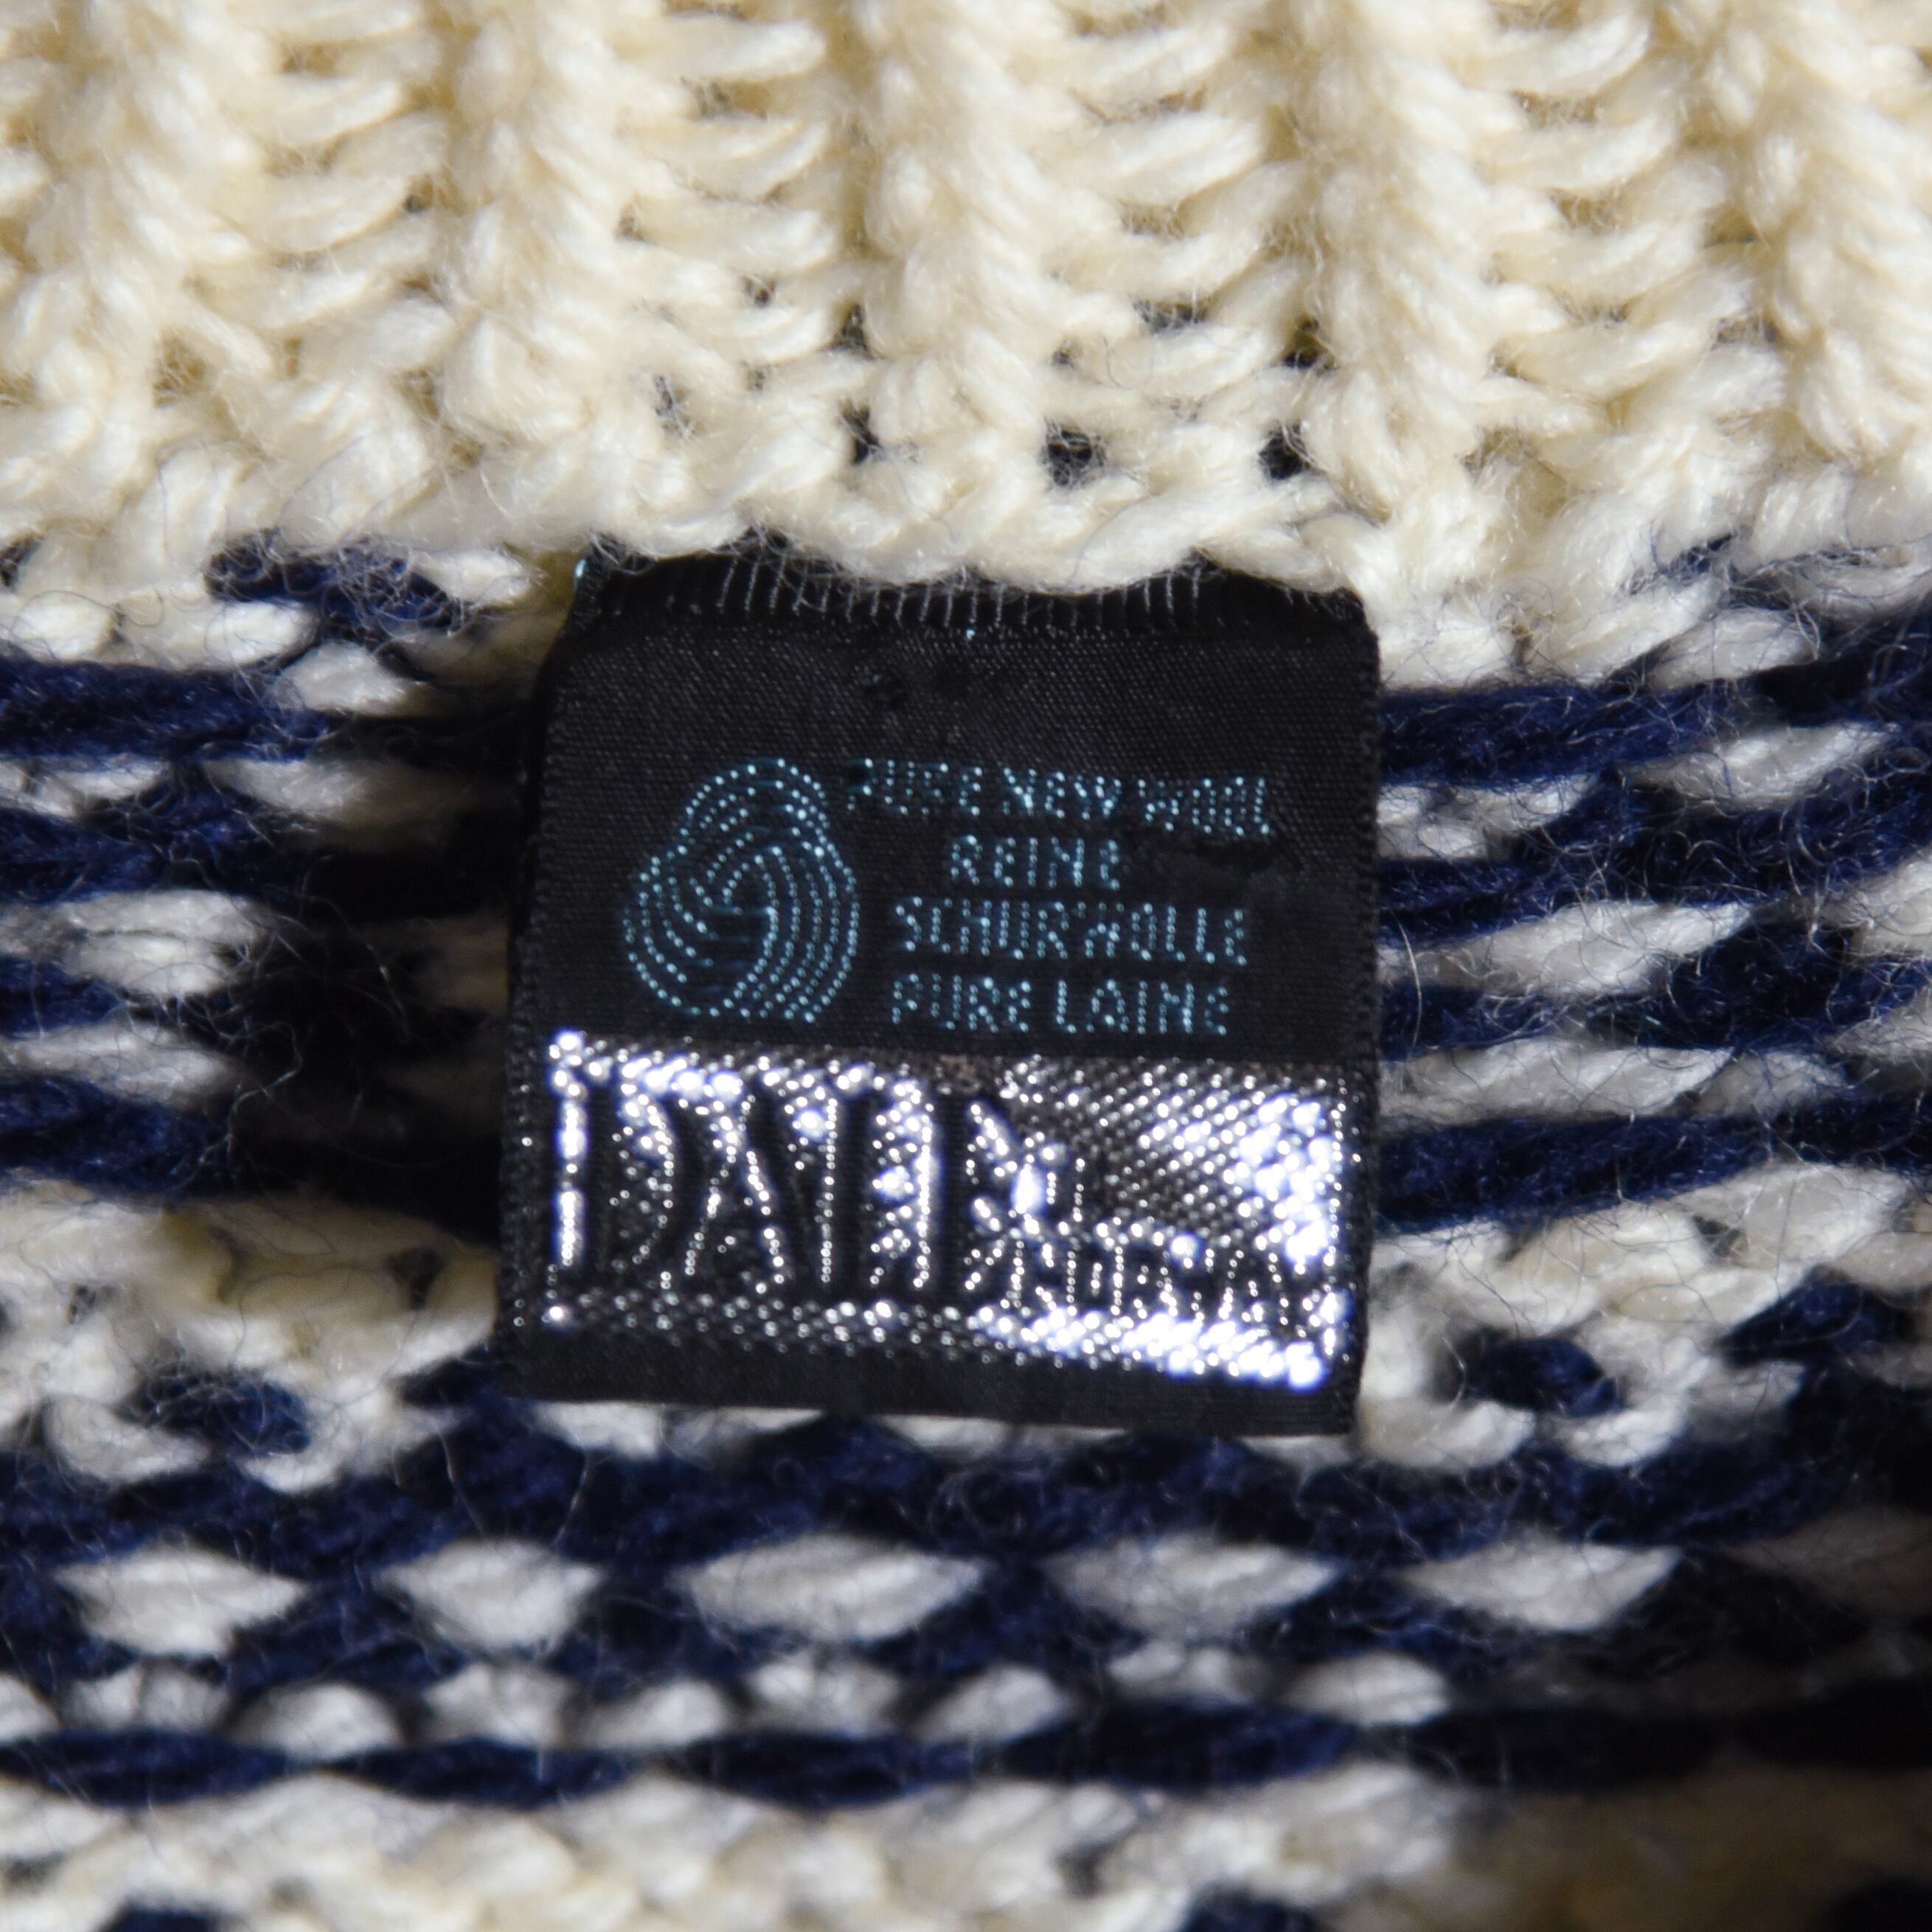 PURE NEW WOOL
REINE
SCHURWOLLE
PURE LAINE
DALE